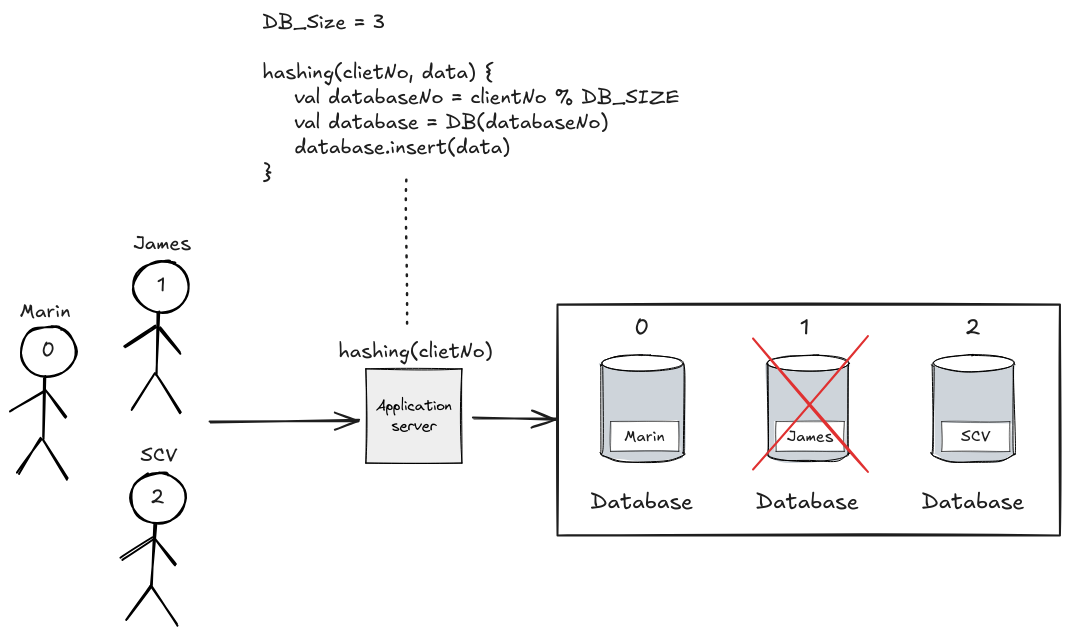 DB_Size = 3
hashing(clietNo, data) {
val databaseNo = clientNo % DB_SIZE
val database = DB(databaseNo)
database.insert(data)
}
James
1
Marin
0
SCV
2
hashing(clietNo)
Application
server
0
1
2
Marin
James
SCV
Database
Database
Database